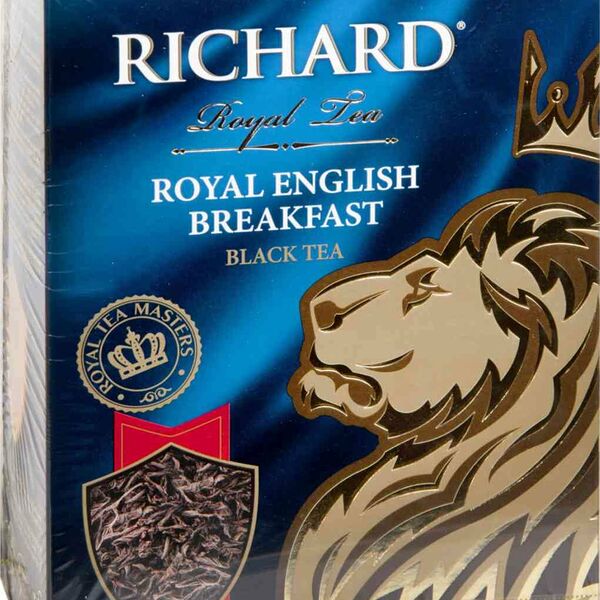 RICHARD®
Royal Tea
ROYAL ENGLISH
BREAKFAST
BLACK TEA
ROYAL TEA MASTERS